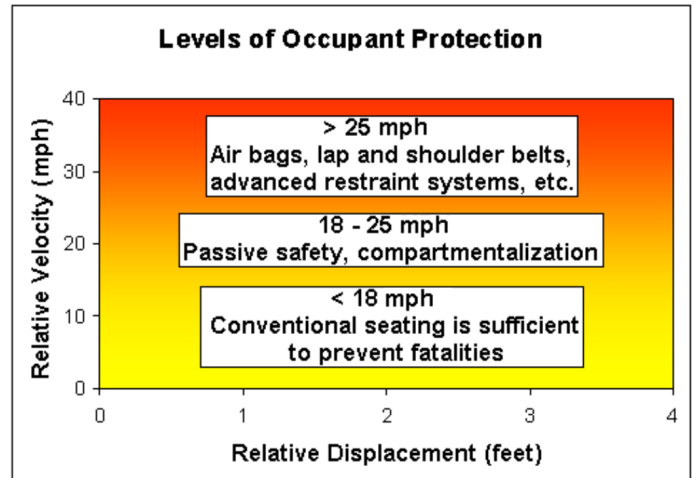 Levels of Occupant Protection
Relative Velocity (mph)
40
30
20
10
0
> 25 mph
Air bags, lap and shoulder belts,
advanced restraint systems, etc.
18 - 25 mph
Passive safety, compartmentalization
< 18 mph
Conventional seating is sufficient
to prevent fatalities
0 1 2 3 4
Relative Displacement (feet)